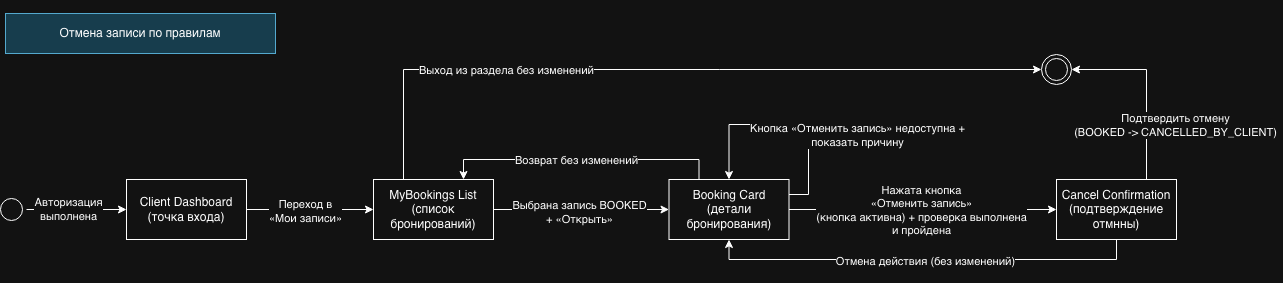 Отмена записи по правилам
Выход из раздела без изменений
Подтвердить отмену
(BOOKED -> CANCELLED_BY_CLIENT)
Кнопка «Отменить запись» недоступна +
показать причину
Возврат без изменений
Авторизация
выполнена
Client Dashboard
(точка входа)
Переход в
«Мои записи»
MyBookings List
(список
бронирований)
Выбрана запись BOOKED
+ «Открыть»
Booking Card
(детали
бронирования)
Нажата кнопка
«Отменить запись»
(кнопка активна) + проверка выполнена
и пройдена
Cancel Confirmation
(подтверждение
отмнны)
Отмена действия (без изменений)